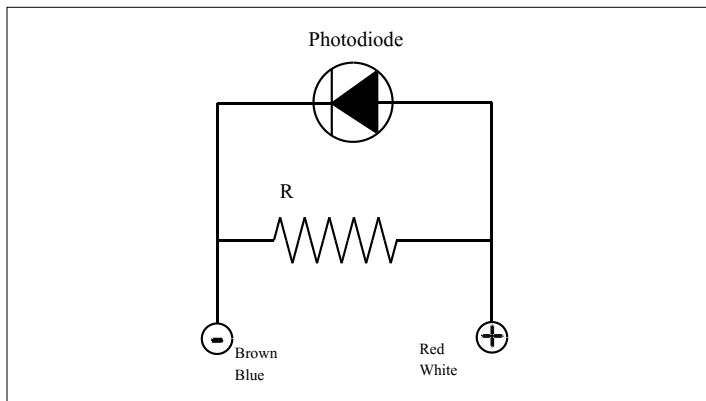 Photodiode
R
-
Brown
Blue
+
Red
White